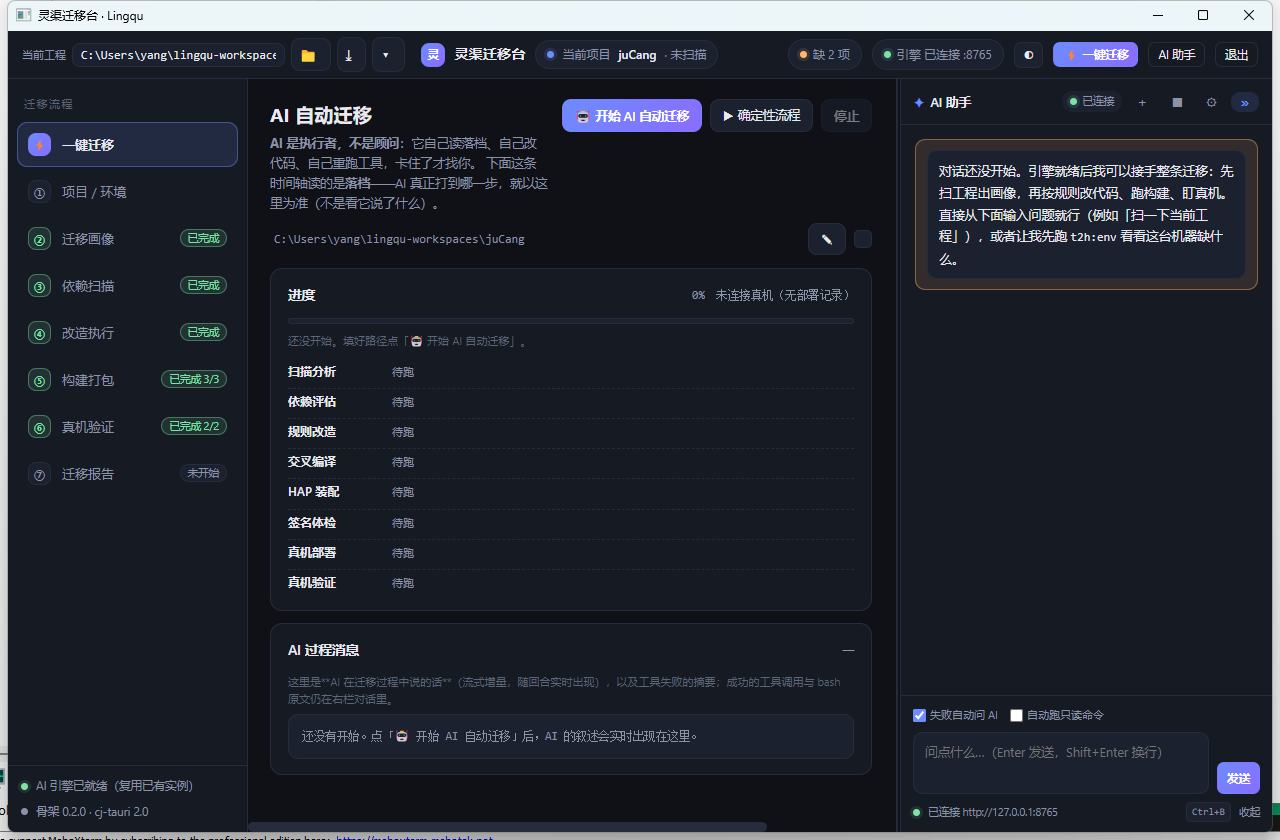 灵渠迁移台 · Lingqu
当前工程 C:\Users\yang\lingqu-workspace
灵 灵渠迁移台 当前项目 juCang · 未扫描
缺 2 项 引擎 已连接 :8765 一键迁移 AI 助手 退出
迁移流程
一键迁移
① 项目 / 环境
② 迁移画像 已完成
③ 依赖扫描 已完成
④ 改造执行 已完成
⑤ 构建打包 已完成 3/3
⑥ 真机验证 已完成 2/2
⑦ 迁移报告 未开始
AI 引擎已就绪（复用已有实例）
骨架 0.2.0 · cj-tauri 2.0
AI 自动迁移
开始 AI 自动迁移 ▶ 确定性流程 停止
AI 是执行者，不是顾问：它自己读落档、自己改
代码、自己重跑工具，卡住了才找你。 下面这条
时间轴读的是落档——AI 真正打到哪一步，就以这
里为准（不是看它说了什么）。
C:\Users\yang\lingqu-workspaces\juCang
进度 0% 未连接真机（无部署记录）
还没开始。填好路径点「 开始 AI 自动迁移」。
扫描分析 待跑
依赖评估 待跑
规则改造 待跑
交叉编译 待跑
HAP 装配 待跑
签名体检 待跑
真机部署 待跑
真机验证 待跑
AI 过程消息 —
这里是**AI 在迁移过程中说的话**（流式增量，随回合实时出现），以及工具失败的摘要；成功的工具调用与 bash
原文仍在右栏对话里。
还没有开始。点「 开始 AI 自动迁移」后，AI 的叙述会实时出现在这里。
AI 助手 已连接 + »
对话还没开始。引擎就绪后我可以接手整条迁移：先
扫工程出画像，再按规则改代码、跑构建、盯真机。
直接从下面输入问题就行（例如「扫一下当前工
程」），或者让我先跑 t2h:env 看看这台机器缺什
么。
失败自动问 AI 自动跑只读命令
问点什么…（Enter 发送，Shift+Enter 换行）
发送
已连接 http://127.0.0.1:8765 Ctrl+B 收起